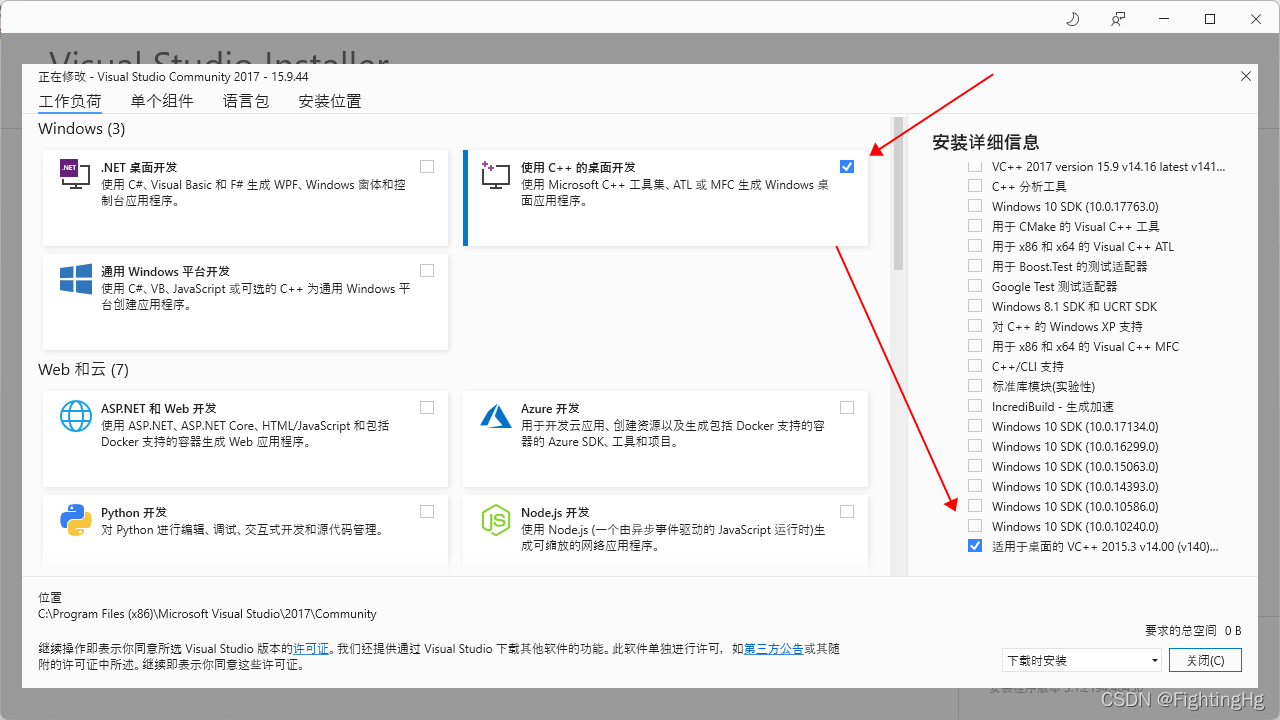 Visual Studio Installer
正在修改 - Visual Studio Community 2017 - 15.9.44
工作负荷 单个组件 语言包 安装位置
Windows (3)
.NET
.NET 桌面开发
使用 C#、Visual Basic 和 F# 生成 WPF、Windows 窗体和控
制台应用程序。
使用 C++ 的桌面开发
使用 Microsoft C++ 工具集、ATL 或 MFC 生成 Windows 桌
面应用程序。
通用 Windows 平台开发
使用 C#、VB、JavaScript 或可选的 C++ 为通用 Windows 平
台创建应用程序。
Web 和云 (7)
ASP.NET 和 Web 开发
使用 ASP.NET、ASP.NET Core、HTML/JavaScript 和包括
Docker 支持的容器生成 Web 应用程序。
Azure 开发
用于开发云应用、创建资源以及生成包括 Docker 支持的容
器的 Azure SDK、工具和项目。
Python 开发
对 Python 进行编辑、调试、交互式开发和源代码管理。
JS
Node.js 开发
使用 Node.js (一个由异步事件驱动的 JavaScript 运行时)生
成可缩放的网络应用程序。
安装详细信息
VC++ 2017 version 15.9 v14.16 latest v141...
C++ 分析工具
Windows 10 SDK (10.0.17763.0)
用于 CMake 的 Visual C++ 工具
用于 x86 和 x64 的 Visual C++ ATL
用于 Boost.Test 的测试适配器
Google Test 测试适配器
Windows 8.1 SDK 和 UCRT SDK
对 C++ 的 Windows XP 支持
用于 x86 和 x64 的 Visual C++ MFC
C++/CLI 支持
标准库模块(实验性)
IncrediBuild - 生成加速
Windows 10 SDK (10.0.17134.0)
Windows 10 SDK (10.0.16299.0)
Windows 10 SDK (10.0.15063.0)
Windows 10 SDK (10.0.14393.0)
Windows 10 SDK (10.0.10586.0)
Windows 10 SDK (10.0.10240.0)
适用于桌面的 VC++ 2015.3 v14.00 (v140)...
位置
C:\Program Files (x86)\Microsoft Visual Studio\2017\Community
继续操作即表示你同意所选 Visual Studio 版本的许可证。我们还提供通过 Visual Studio 下载其他软件的功能。此软件单独进行许可，如第三方公告或其随
附的许可证中所述。继续即表示你同意这些许可证。
要求的总空间 0 B
下载时安装 关闭(C)
安装程序版本
CSDN @FightingHg